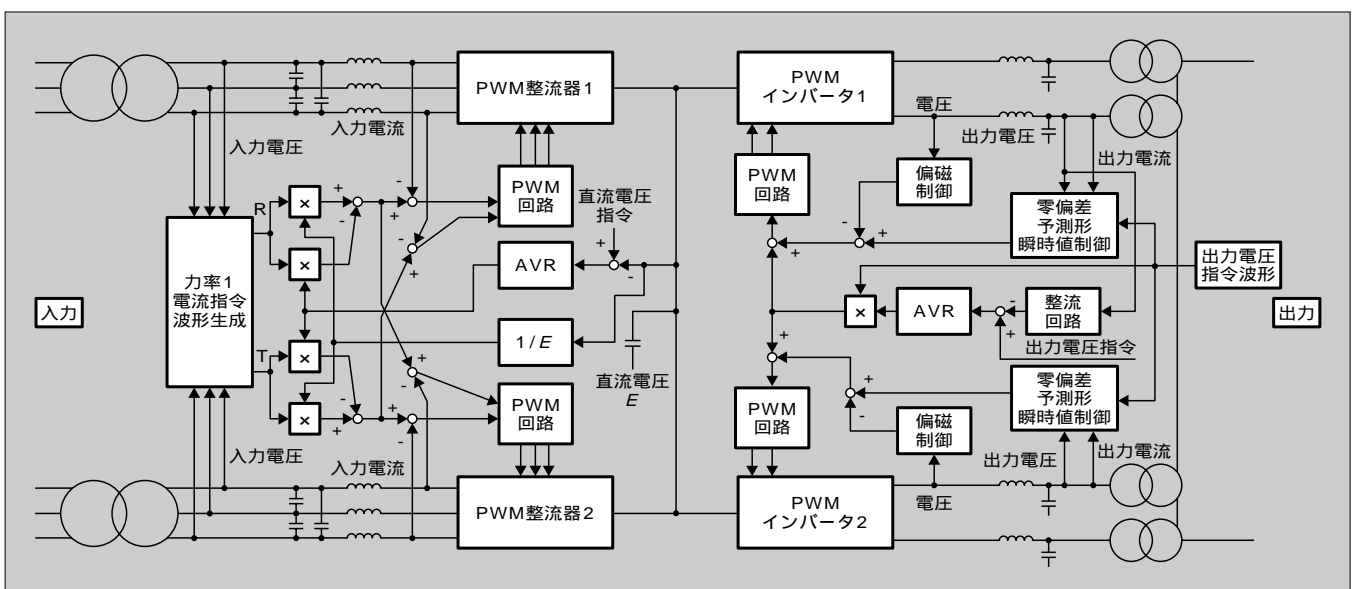 PWM整流器1
PWM
インバータ1
電圧
入力電流
入力電圧
出力電圧
出力電流
PWM
回路
PWM
回路
偏磁
制御
零偏差
予測形
瞬時値制御
直流電圧
指令
R
×
+
-
-
+
-
+
+
-
-
+
+
+
×
力率1
電流指令
波形生成
AVR
出力電圧
指令波形
入力
×
AVR
-
+
整流
回路
出力
出力電圧指令
1/E
T
×
+
-
直流電圧
E
+
+
-
零偏差
予測形
瞬時値制御
×
-
+
+
-
PWM
回路
PWM
回路
偏磁
制御
入力電圧
入力電流
出力電圧
出力電流
電圧
PWM整流器2
PWM
インバータ2